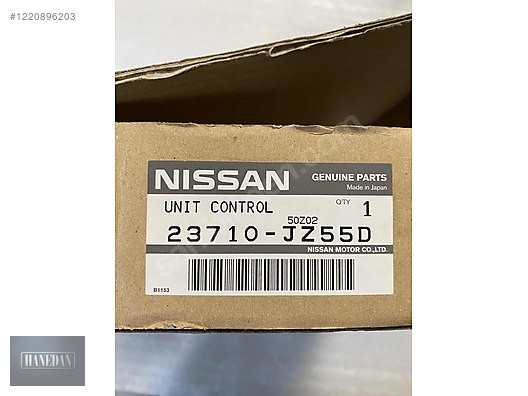 #1220896203
NISSAN
GENUINE PARTS
Made in Japan
UNIT CONTROL
QTY
1
50Z02
23710-JZ55D
NISSAN MOTOR CO.,LTD.
B1153
HANEDAN